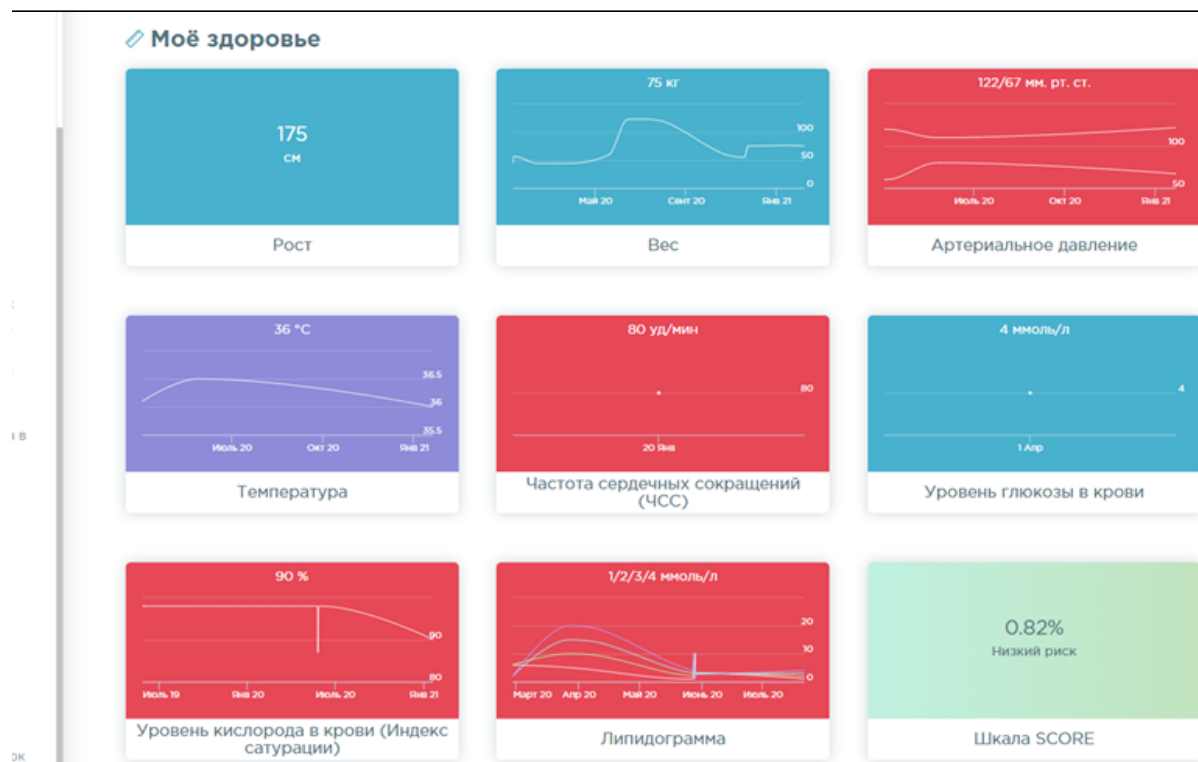 Моё здоровье
175
см
Рост
75 кг
100
50
0
Май 20 Сент 20 Янв 21
Вес
122/67 мм. рт. ст.
100
50
Июль 20 Окт 20 Янв 21
Артериальное давление
36 °C
36.5
36
35.5
Июль 20 Окт 20 Янв 21
Температура
80 уд/мин
80
20 Янв
Частота сердечных сокращений
(ЧСС)
4 ммоль/л
4
1 Апр
Уровень глюкозы в крови
90 %
90
80
Июль 19 Янв 20 Июль 20 Янв 21
Уровень кислорода в крови (Индекс
сатурации)
1/2/3/4 ммоль/л
20
10
0
Март 20 Апр 20 Май 20 Июнь 20 Июль 20
Липидограмма
0.82%
Низкий риск
Шкала SCORE